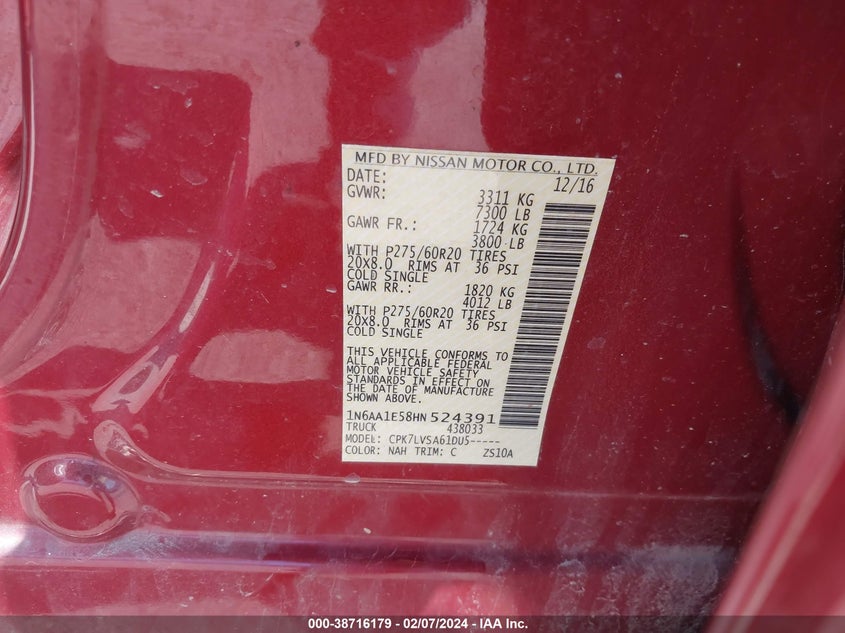 MFD BY NISSAN MOTOR CO., LTD.
DATE: 12/16
GVWR: 3311 KG
7300 LB
GAWR FR.: 1724 KG
3800 LB
WITH P275/60R20 TIRES
20X8.0 RIMS AT 36 PSI
COLD SINGLE
GAWR RR.: 1820 KG
4012 LB
WITH P275/60R20 TIRES
20X8.0 RIMS AT 36 PSI
COLD SINGLE
THIS VEHICLE CONFORMS TO
ALL APPLICABLE FEDERAL
MOTOR VEHICLE SAFETY
STANDARDS IN EFFECT ON
THE DATE OF MANUFACTURE
SHOWN ABOVE.
1N6AA1E58HN524391
TRUCK 438033
MODEL: CPK7LVSA61DU5-----
COLOR: NAH TRIM: C ZS10A
000-38716179 - 02/07/2024 - IAA Inc.